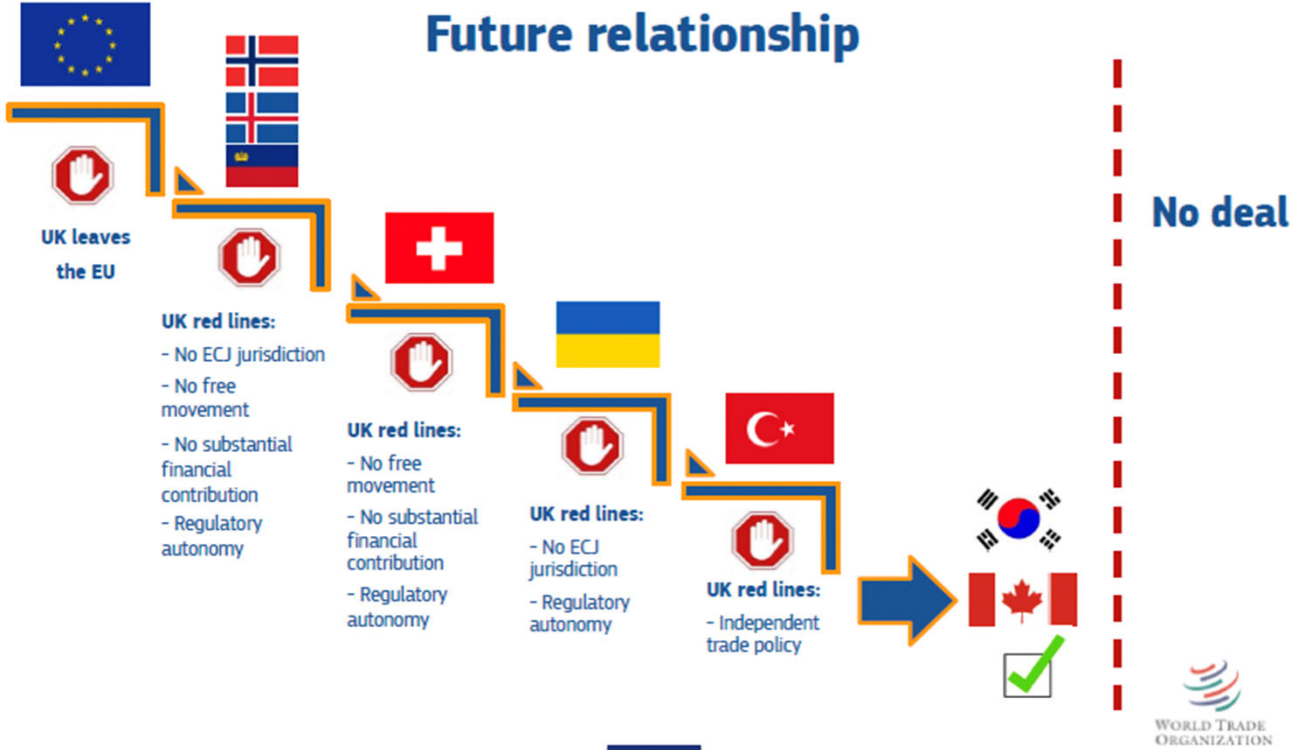 Future relationship
No deal
UK leaves
the EU
UK red lines:
- No ECJ jurisdiction
- No free
movement
- No substantial
financial
contribution
- Regulatory
autonomy
UK red lines:
- No free
movement
- No substantial
financial
contribution
- Regulatory
autonomy
UK red lines:
- No ECJ
jurisdiction
- Regulatory
autonomy
UK red lines:
- Independent
trade policy
WORLD TRADE
ORGANIZATION